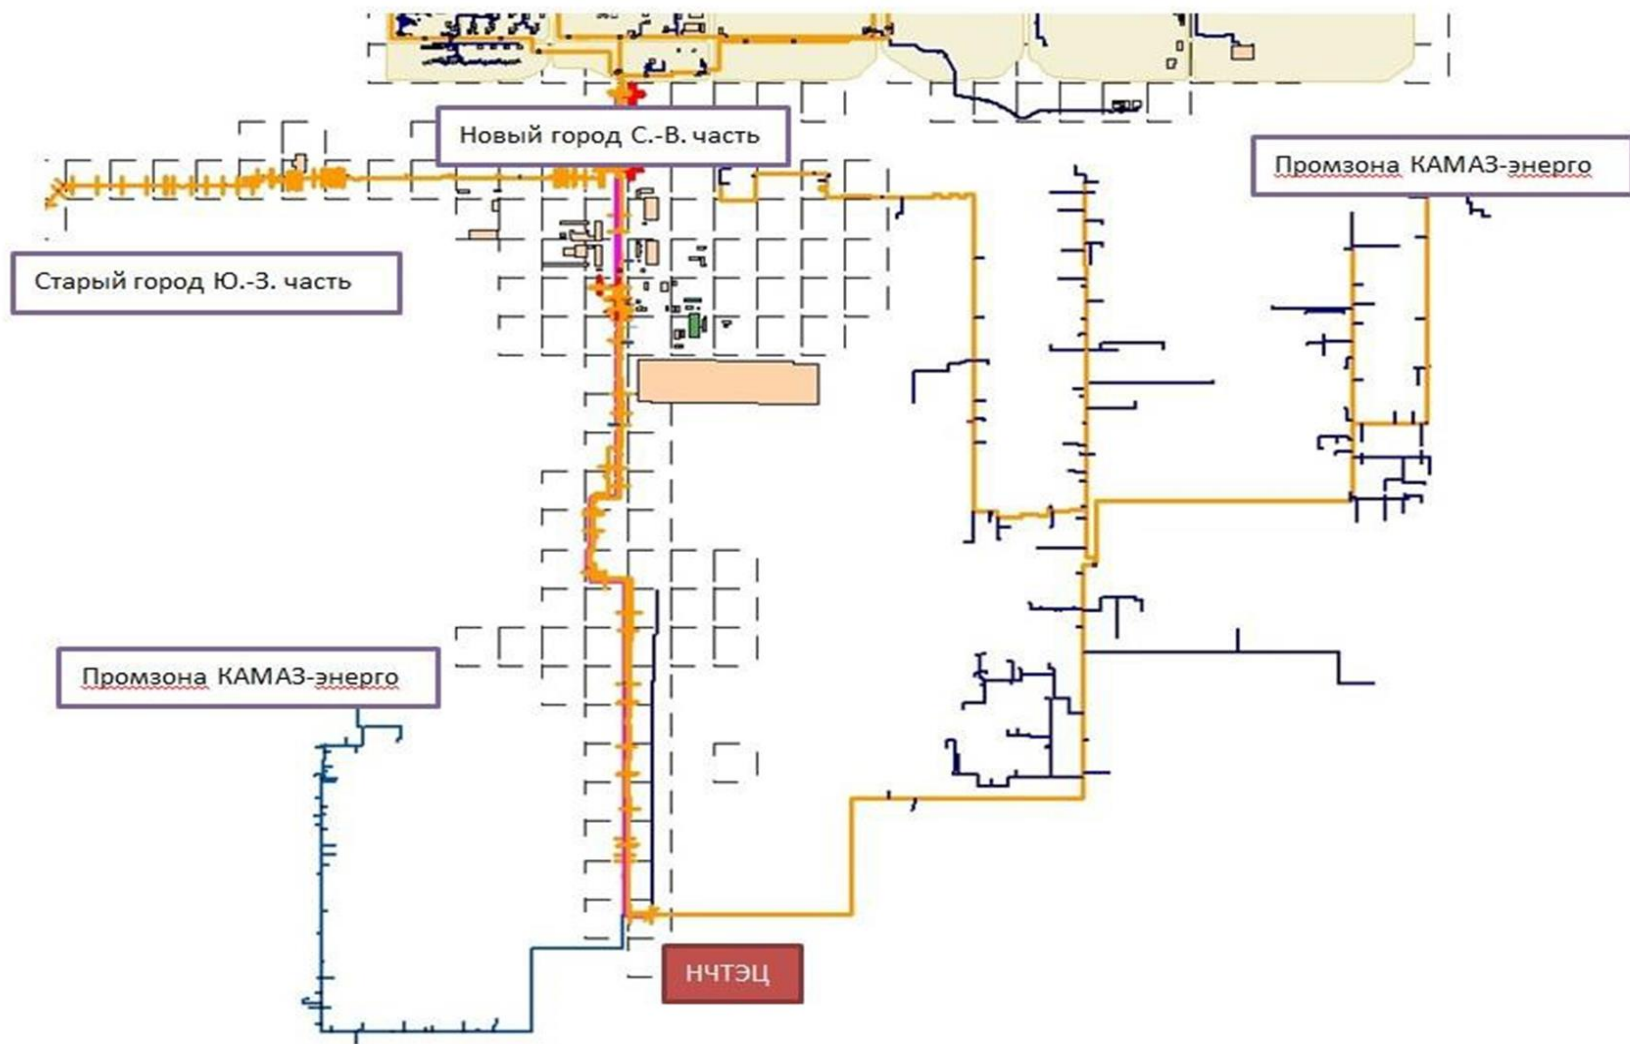 Новый город С.-В. часть
Промзона КАМАЗ-энерго
Старый город Ю.-З. часть
Промзона КАМАЗ-энерго
НЧТЭЦ